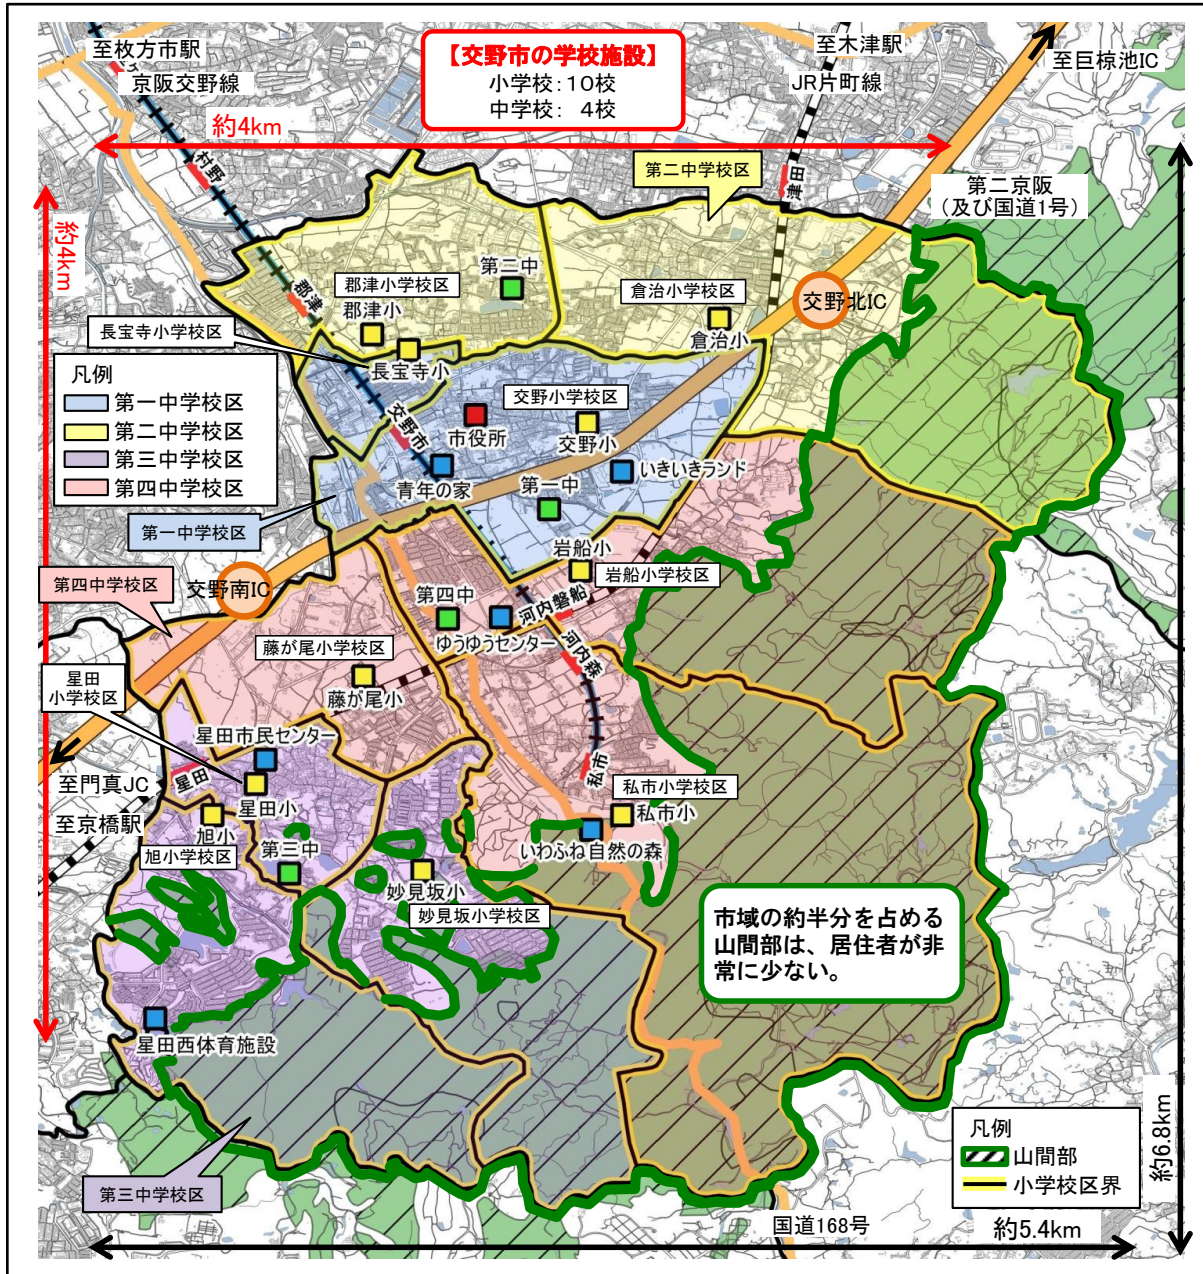 【交野市の学校施設】
小学校：10校
中学校： 4校
至枚方市駅
京阪交野線
至木津駅
JR片町線
至巨椋池IC
約4km
村野
第二中学校区
津田
第二京阪
（及び国道1号）
約4km
郡津
郡津小学校区
第二中
郡津小
倉治小学校区
倉治小
交野北IC
長宝寺小学校区
長宝寺小
凡例
第一中学校区
第二中学校区
第三中学校区
第四中学校区
交野市
市役所
交野小学校区
交野小
いきいきランド
青年の家
第一中
第一中学校区
岩船小
岩船小学校区
第四中学校区
交野南IC
第四中
ゆうゆうセンター
河内磐船
河内森
藤が尾小学校区
藤が尾小
星田
小学校区
星田市民センター
星田
星田小
至門真JC
至京橋駅
私市
私市小学校区
私市小
いわふね自然の森
旭小
旭小学校区
第三中
妙見坂小
妙見坂小学校区
市域の約半分を占める
山間部は、居住者が非
常に少ない。
星田西体育施設
第三中学校区
凡例
山間部
小学校区界
約6.8km
国道168号
約5.4km